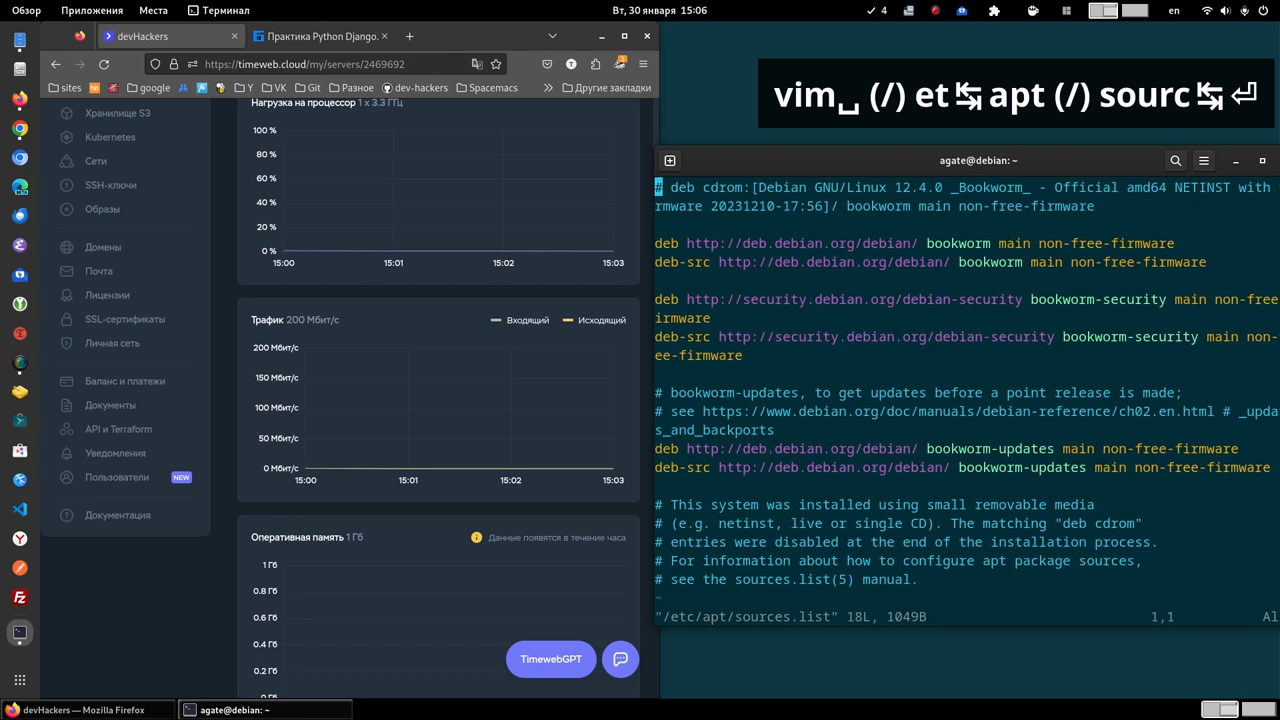 Обзор Приложения Места Терминал Вт, 30 января 15:06 4 en
devHackers Практика Python Django.
https://timeweb.cloud/my/servers/2469692
sites google Y VK Git Разное dev-hackers Spacemacs Другие закладки
Хранилище S3
Kubernetes
Сети
SSH-ключи
Образы
Домены
Почта
Лицензии
SSL-сертификаты
Личная сеть
Баланс и платежи
Документы
API и Terraform
Уведомления
Пользователи NEW
Документация
Нагрузка на процессор 1 x 3.3 ГГц
100 %
80 %
60 %
40 %
20 %
0 %
15:00 15:01 15:02 15:03
Трафик 200 Мбит/с Входящий Исходящий
200 Мбит/с
150 Мбит/с
100 Мбит/с
50 Мбит/с
0 Мбит/с
15:00 15:01 15:02 15:03
Оперативная память 1 Гб Данные появятся в течение часа
1 Гб
0.8 Гб
0.6 Гб
0.4 Гб
0.2 Гб
0 Гб
TimewebGPT
vim␣ (/) et↹ apt (/) sourc↹⏎
agate@debian: ~
# deb cdrom:[Debian GNU/Linux 12.4.0 _Bookworm_ - Official amd64 NETINST with
rmware 20231210-17:56]/ bookworm main non-free-firmware
deb http://deb.debian.org/debian/ bookworm main non-free-firmware
deb-src http://deb.debian.org/debian/ bookworm main non-free-firmware
deb http://security.debian.org/debian-security bookworm-security main non-free
irmware
deb-src http://security.debian.org/debian-security bookworm-security main non-
ee-firmware
# bookworm-updates, to get updates before a point release is made;
# see https://www.debian.org/doc/manuals/debian-reference/ch02.en.html # _upda
s_and_backports
deb http://deb.debian.org/debian/ bookworm-updates main non-free-firmware
deb-src http://deb.debian.org/debian/ bookworm-updates main non-free-firmware
# This system was installed using small removable media
# (e.g. netinst, live or single CD). The matching "deb cdrom"
# entries were disabled at the end of the installation process.
# For information about how to configure apt package sources,
# see the sources.list(5) manual.
~
"/etc/apt/sources.list" 18L, 1049B 1,1 Al
devHackers — Mozilla Firefox agate@debian: ~